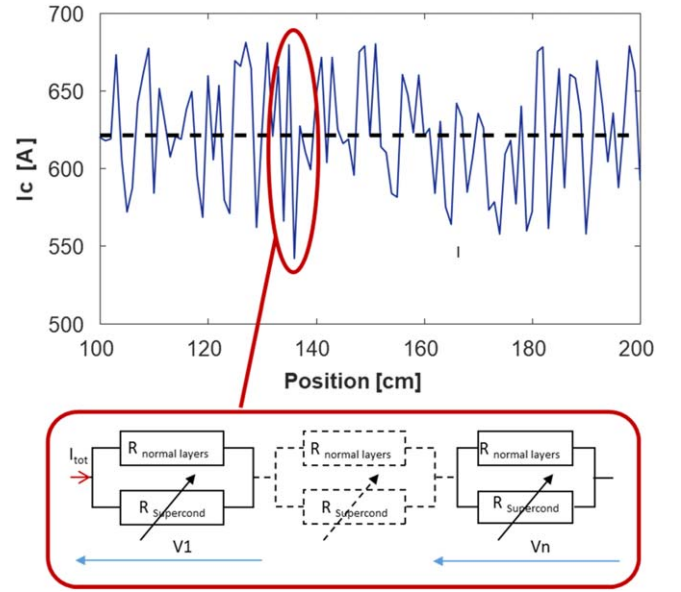 700
650
600
550
500
Ic [A]
I
100 120 140 160 180 200
Position [cm]
I tot
R normal layers
R normal layers
R normal layers
R Supercond
R Supercond
R Supercond
V1
Vn